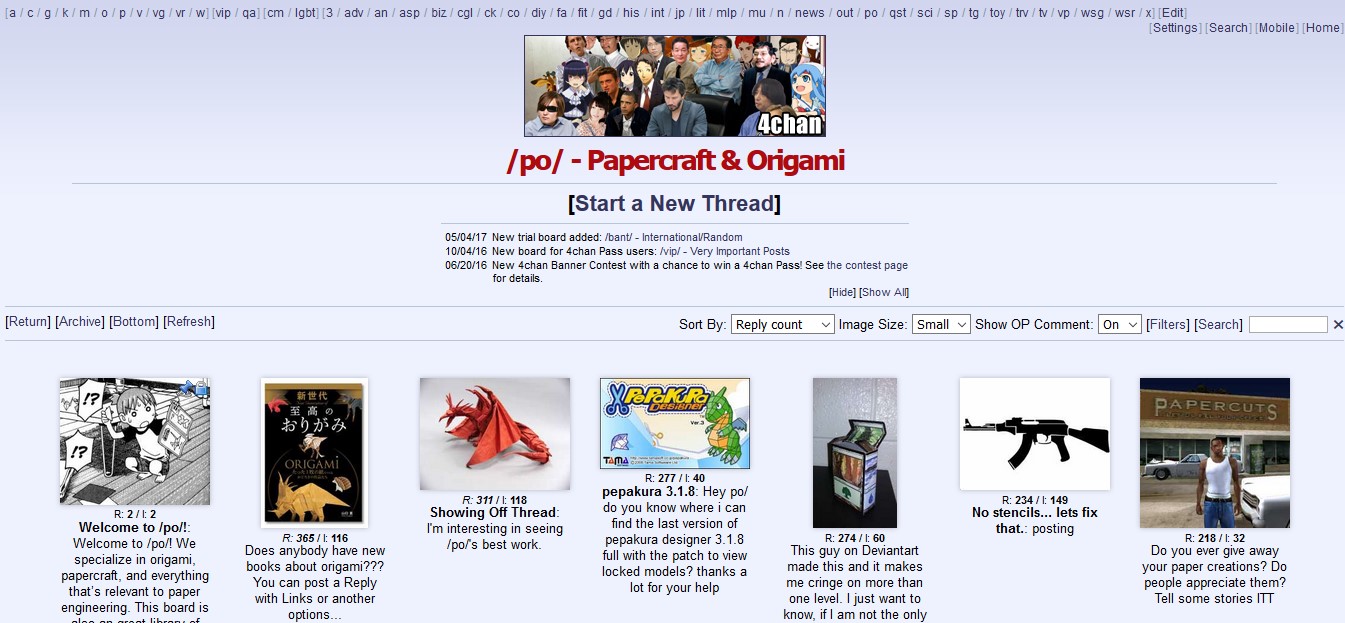 [a / c / g / k / m / o / p / v / vg / vr / w] [vip / qa] [cm / lgbt] [3 / adv / an / asp / biz / cgl / ck / co / diy / fa / fit / gd / his / int / jp / lit / mlp / mu / n / news / out / po / qst / sci / sp / tg / toy / trv / tv / vp / wsg / wsr / x] [Edit]
[Settings] [Search] [Mobile] [Home]
4chan
/po/ - Papercraft & Origami
[Start a New Thread]
05/04/17 New trial board added: /bant/ - International/Random
10/04/16 New board for 4chan Pass users: /vip/ - Very Important Posts
06/20/16 New 4chan Banner Contest with a chance to win a 4chan Pass! See the contest page
for details.
[Hide] [Show All]
[Return] [Archive] [Bottom] [Refresh]
Sort By: Reply count Image Size: Small Show OP Comment: On [Filters] [Search] ×
!?
!?
R: 2 / I: 2
Welcome to /po/!:
Welcome to /po/! We
specialize in origami,
papercraft, and everything
that's relevant to paper
engineering. This board is
also an great library of
新世代
至高の
おりがみ
ORIGAMI
R: 365 / I: 116
Does anybody have new
books about origami???
You can post a Reply
with Links or another
options...
R: 311 / I: 118
Showing Off Thread:
I'm interesting in seeing
/po/'s best work.
PePaKuRa
Designer
Ver.3
TAMA
R: 277 / I: 40
pepakura 3.1.8: Hey po/
do you know where i can
find the last version of
pepakura designer 3.1.8
full with the patch to view
locked models? thanks a
lot for your help
R: 274 / I: 60
This guy on Deviantart
made this and it makes
me cringe on more than
one level. I just want to
know, if I am not the only
R: 234 / I: 149
No stencils... lets fix
that.: posting
PAPERCUTS
R: 218 / I: 32
Do you ever give away
your paper creations? Do
people appreciate them?
Tell some stories ITT